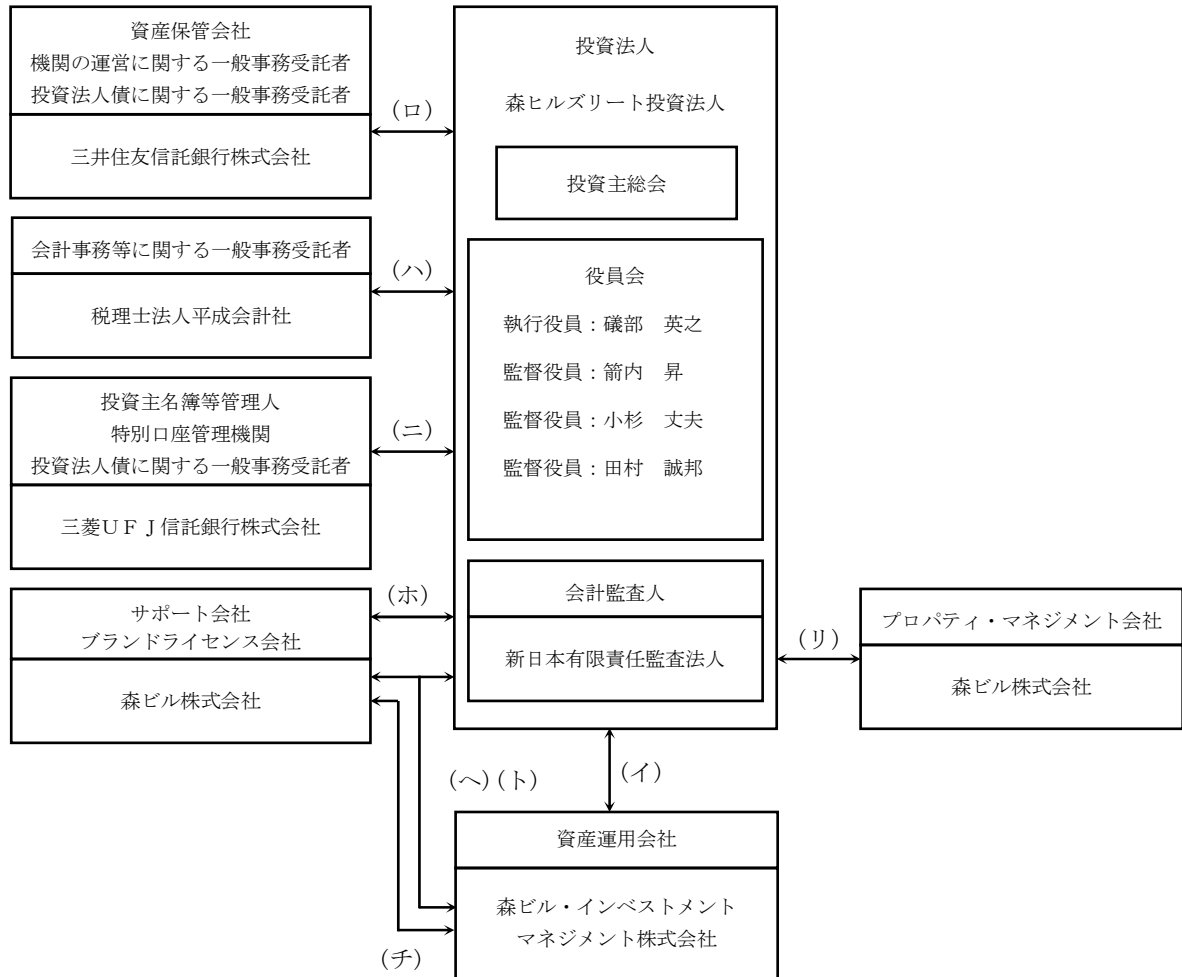 資産保管会社
機関の運営に関する一般事務受託者
投資法人債に関する一般事務受託者
三井住友信託銀行株式会社
(ロ)
会計事務等に関する一般事務受託者
税理士法人平成会計社
(ハ)
投資主名簿等管理人
特別口座管理機関
投資法人債に関する一般事務受託者
三菱UFJ信託銀行株式会社
(ニ)
サポート会社
ブランドライセンス会社
森ビル株式会社
(ホ)
投資法人
森ヒルズリート投資法人
投資主総会
役員会
執行役員:礒部 英之
監督役員:箭内 昇
監督役員:小杉 丈夫
監督役員:田村 誠邦
会計監査人
新日本有限責任監査法人
(リ)
プロパティ・マネジメント会社
森ビル株式会社
(ヘ)(ト)
(イ)
資産運用会社
森ビル・インベストメント
マネジメント株式会社
(チ)